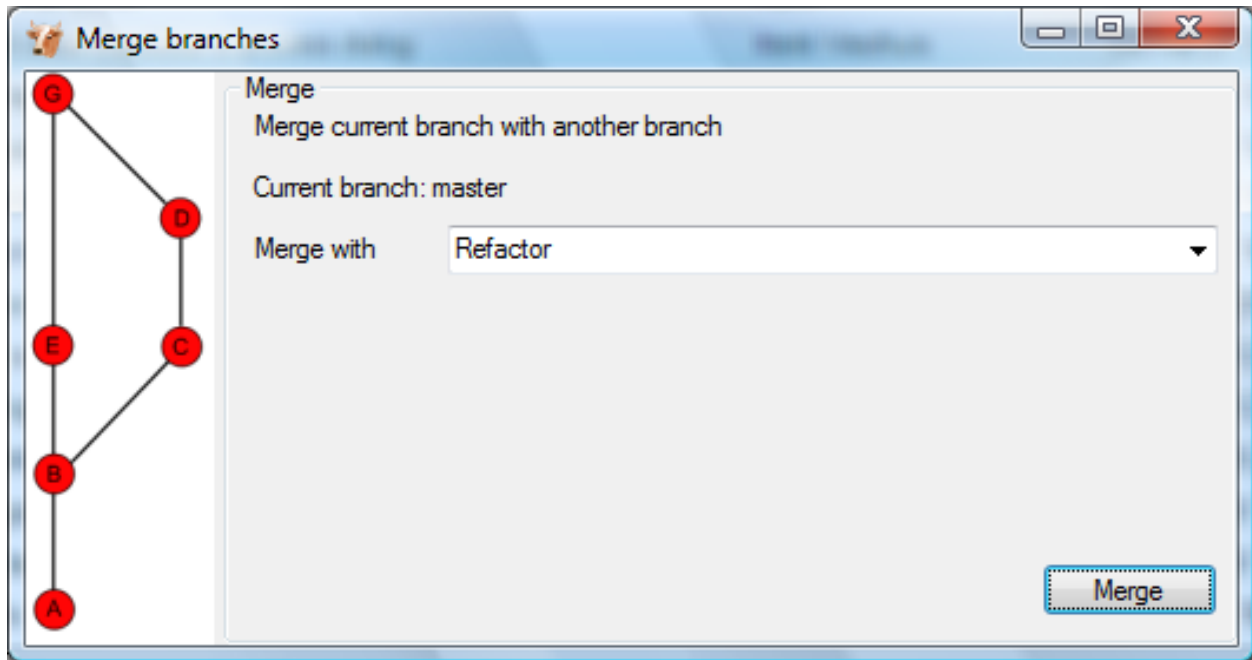 Merge branches
G
D
E
C
B
A
Merge
Merge current branch with another branch
Current branch: master
Merge with Refactor
Merge